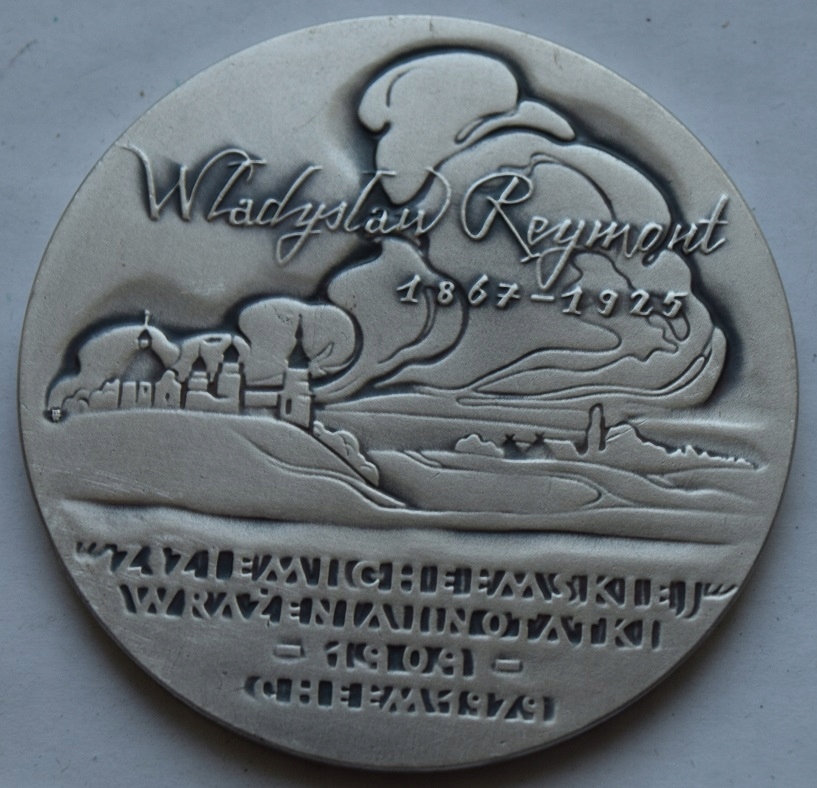 Władysław Reymont
1867-1925
"Z ZIEMI CHEŁMSKIEJ"
WRAŻENIA I NOTATKI
- 1909 -
CHEŁM 1979